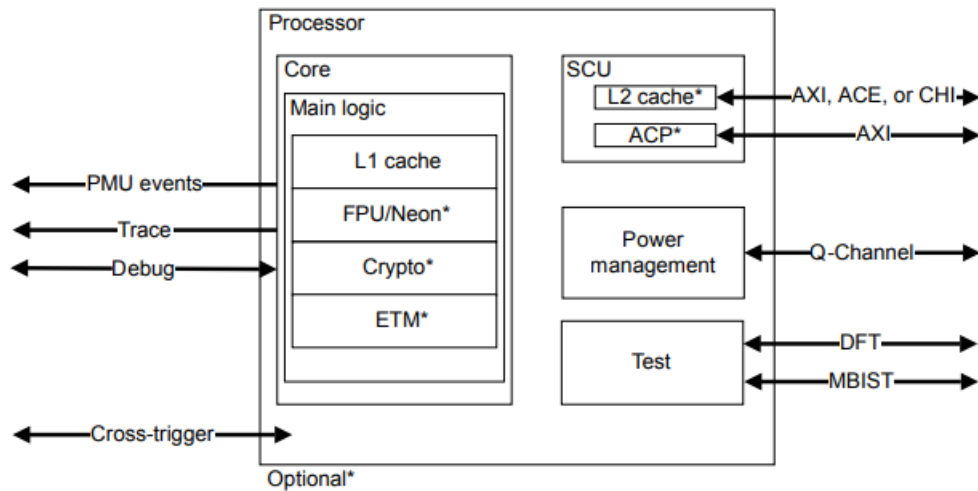 Processor
Core
Main logic
L1 cache
FPU/Neon*
Crypto*
ETM*
SCU
L2 cache*
ACP*
Power
management
Test
PMU events
Trace
Debug
Cross-trigger
AXI, ACE, or CHI
AXI
Q-Channel
DFT
MBIST
Optional*